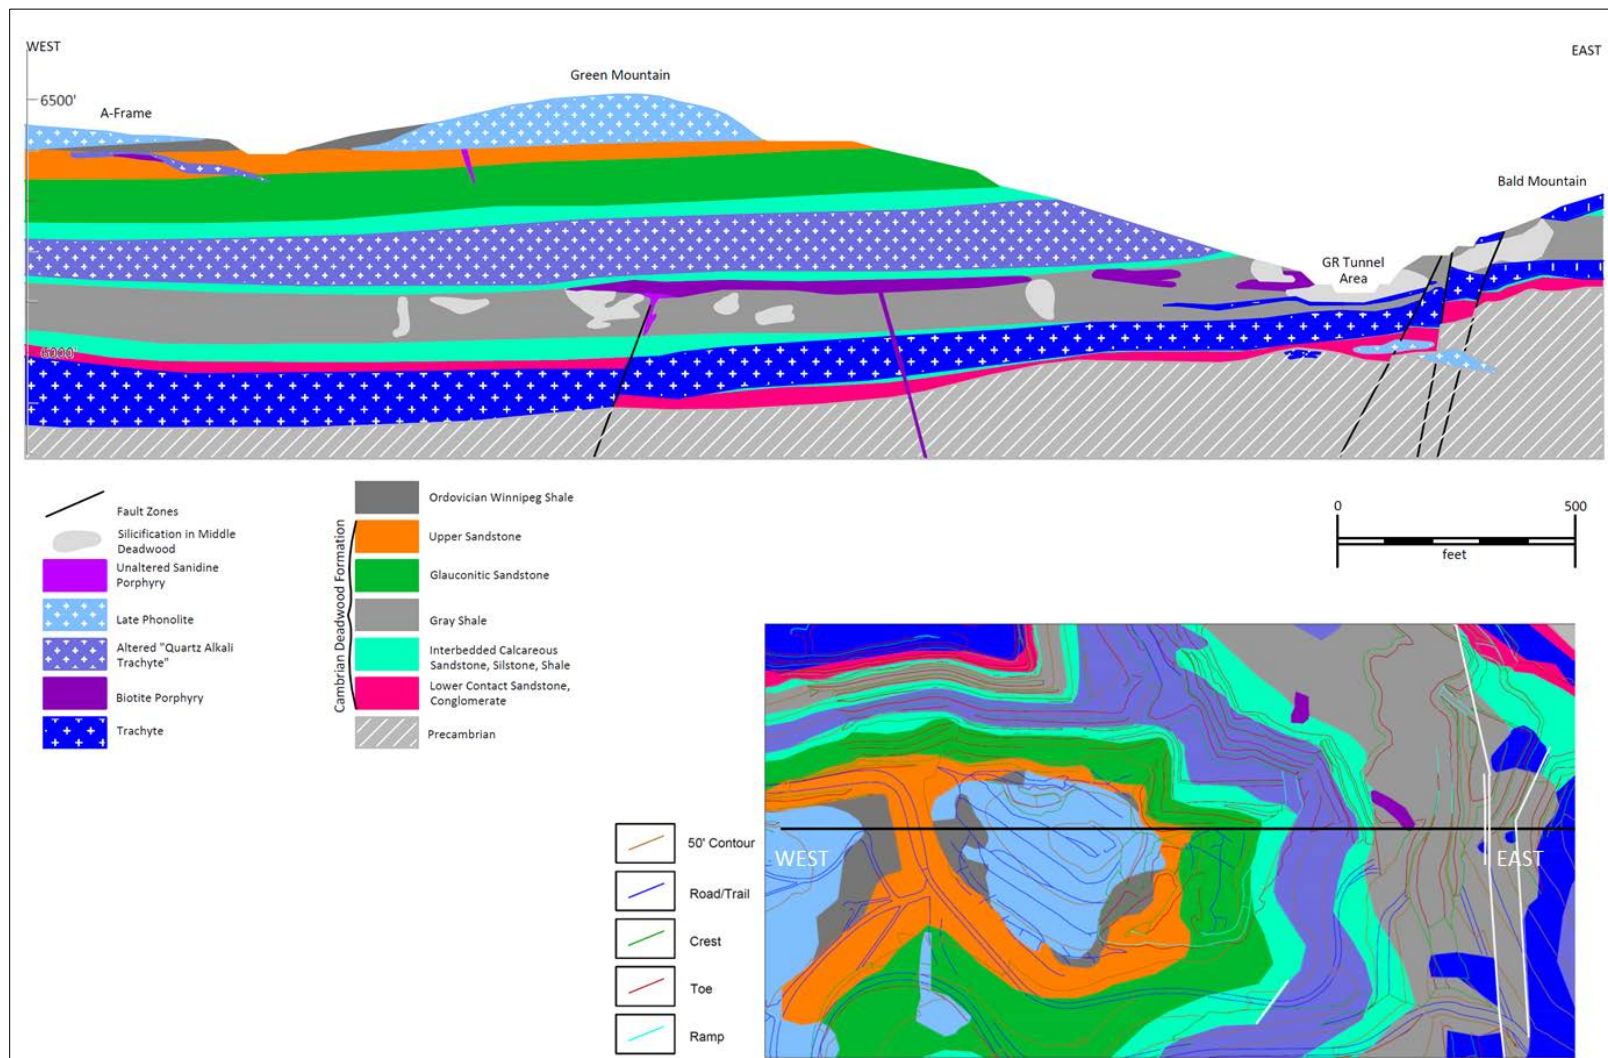 WEST
EAST
Green Mountain
6500'
A-Frame
Bald Mountain
GR Tunnel
Area
6000'
Fault Zones
Silicification in Middle
Deadwood
Unaltered Sanidine
Porphyry
Late Phonolite
Altered "Quartz Alkali
Trachyte"
Biotite Porphyry
Trachyte
Cambrian Deadwood Formation
Ordovician Winnipeg Shale
Upper Sandstone
Glauconitic Sandstone
Gray Shale
Interbedded Calcareous
Sandstone, Silstone, Shale
Lower Contact Sandstone,
Conglomerate
Precambrian
0 500
feet
50' Contour
Road/Trail
Crest
Toe
Ramp
WEST
EAST